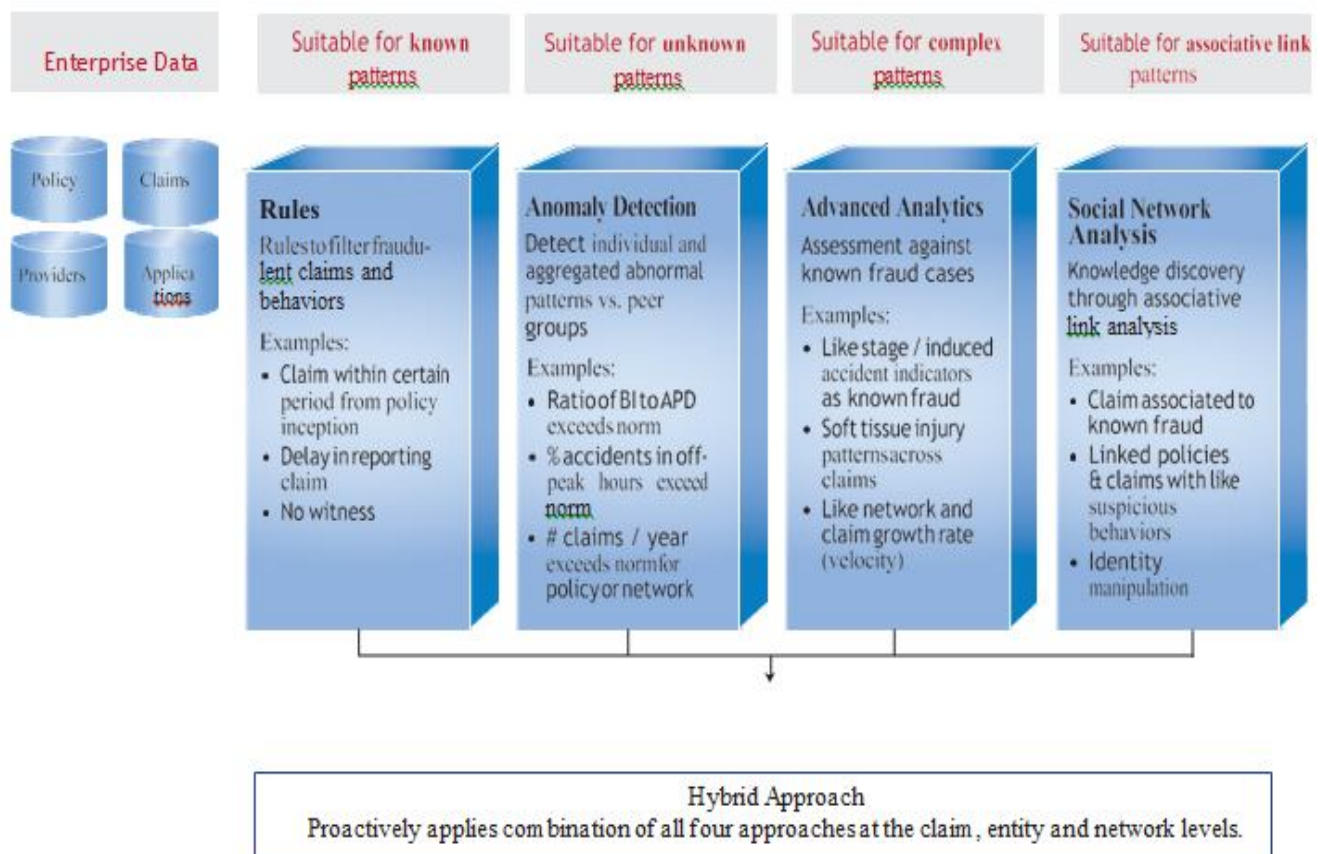 Enterprise Data
Suitable for known
patterns
Suitable for unknown
patterns
Suitable for complex
patterns
Suitable for associative link
patterns
Policy
Claims
Providers
Applica
tions
Rules
Rules to filter fraudu-
lent claims and
behaviors
Examples:
• Claim within certain
period from policy
inception
• Delay in reporting
claim
• No witness
Anomaly Detection
Detect individual and
aggregated abnormal
patterns vs. peer
groups
Examples:
• Ratio of BI to APD
exceeds norm
• % accidents in off-
peak hours exceed
norm
• # claims / year
exceeds norm for
policy or network
Advanced Analytics
Assessment against
known fraud cases
Examples:
• Like stage / induced
accident indicators
as known fraud
• Soft tissue injury
patterns across
claims
• Like network and
claim growth rate
(velocity)
Social Network
Analysis
Knowledge discovery
through associative
link analysis
Examples:
• Claim associated to
known fraud
• Linked policies
& claims with like
suspicious
behaviors
• Identity
manipulation
Hybrid Approach
Proactively applies combination of all four approaches at the claim , entity and network levels.